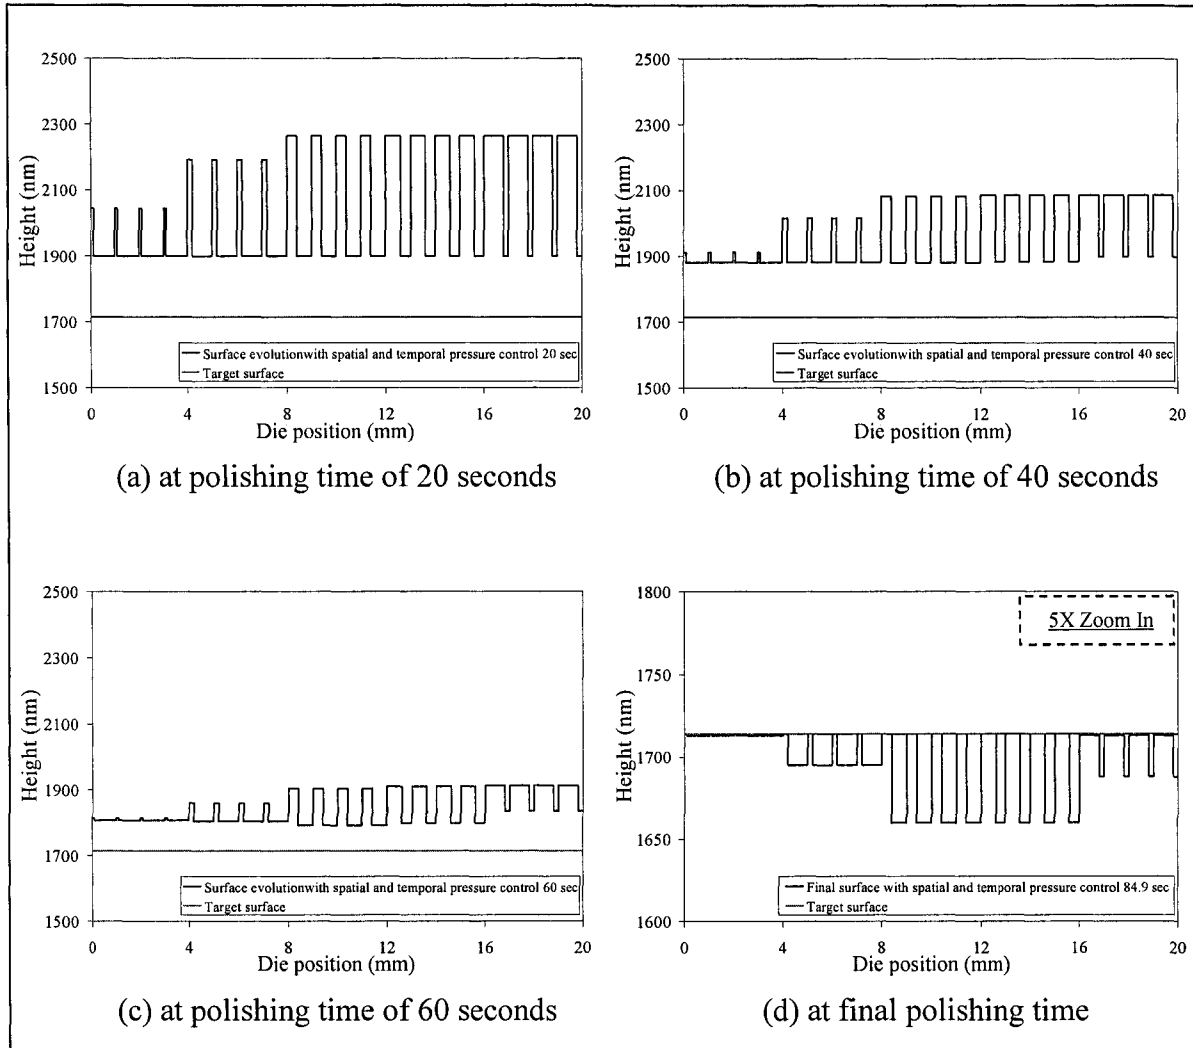 2500
2300
2100
1900
1700
1500
Height (nm)
Surface evolutionwith spatial and temporal pressure control 20 sec
Target surface
0 4 8 12 16 20
Die position (mm)
(a) at polishing time of 20 seconds
2500
2300
2100
1900
1700
1500
Height (nm)
Surface evolutionwith spatial and temporal pressure control 40 sec
Target surface
0 4 8 12 16 20
Die position (mm)
(b) at polishing time of 40 seconds
2500
2300
2100
1900
1700
1500
Height (nm)
Surface evolutionwith spatial and temporal pressure control 60 sec
Target surface
0 4 8 12 16 20
Die position (mm)
(c) at polishing time of 60 seconds
1800
1750
1700
1650
1600
Height (nm)
5X Zoom In
Final surface with spatial and temporal pressure control 84.9 sec
Target surface
0 4 8 12 16 20
Die position (mm)
(d) at final polishing time